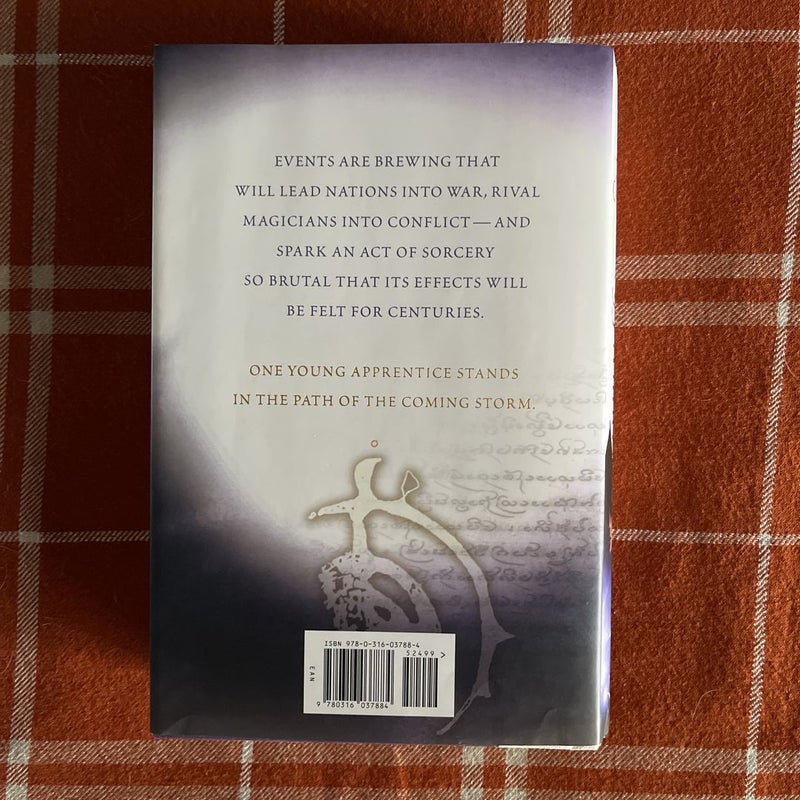 EVENTS ARE BREWING THAT
WILL LEAD NATIONS INTO WAR, RIVAL
MAGICIANS INTO CONFLICT—AND
SPARK AN ACT OF SORCERY
SO BRUTAL THAT ITS EFFECTS WILL
BE FELT FOR CENTURIES.
ONE YOUNG APPRENTICE STANDS
IN THE PATH OF THE COMING STORM.
ISBN 978-0-316-03788-4
52499 >
EAN
9 780316 037884